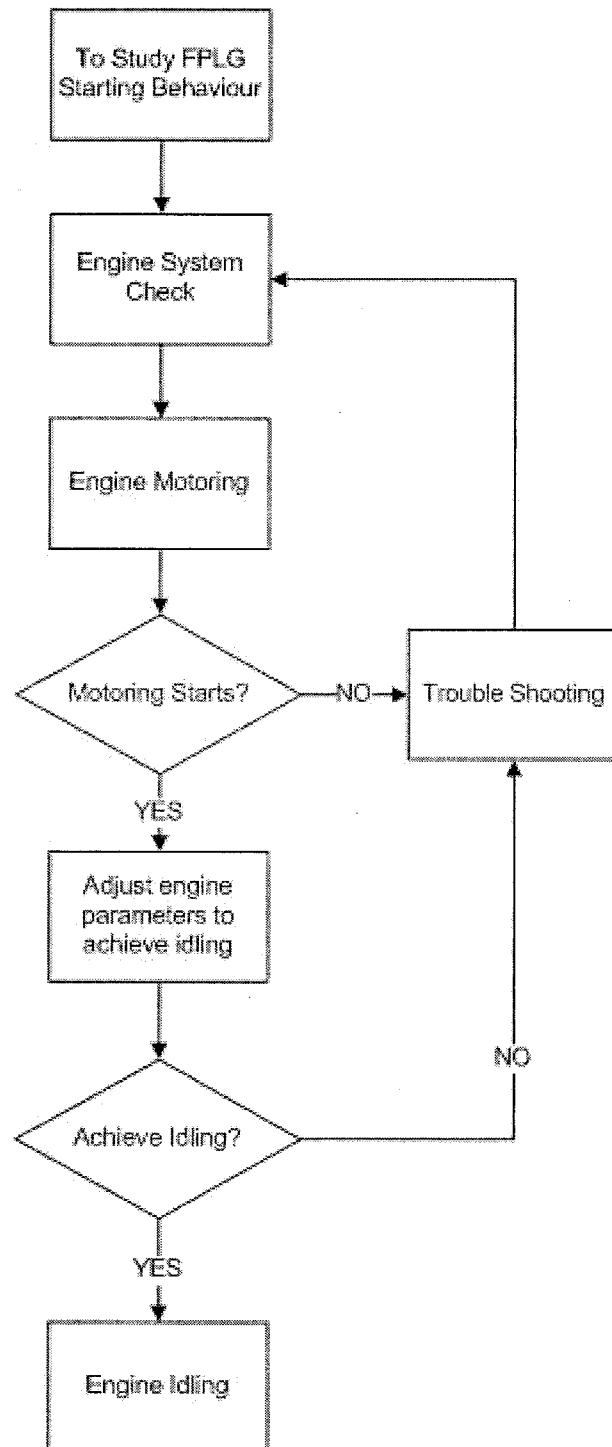 To Study FPLG
Starting Behaviour
Engine System
Check
Engine Motoring
Motoring Starts?
NO
Trouble Shooting
YES
Adjust engine
parameters to
achieve idling
NO
Achieve Idling?
YES
Engine Idling